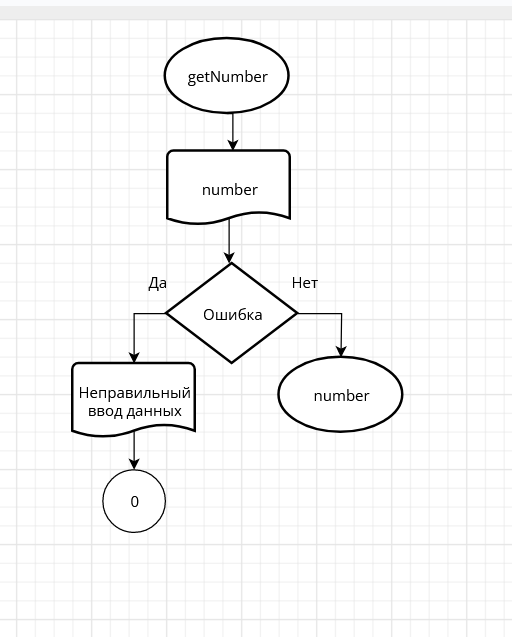 getNumber
number
Да
Нет
Ошибка
Неправильный
ввод данных
number
0